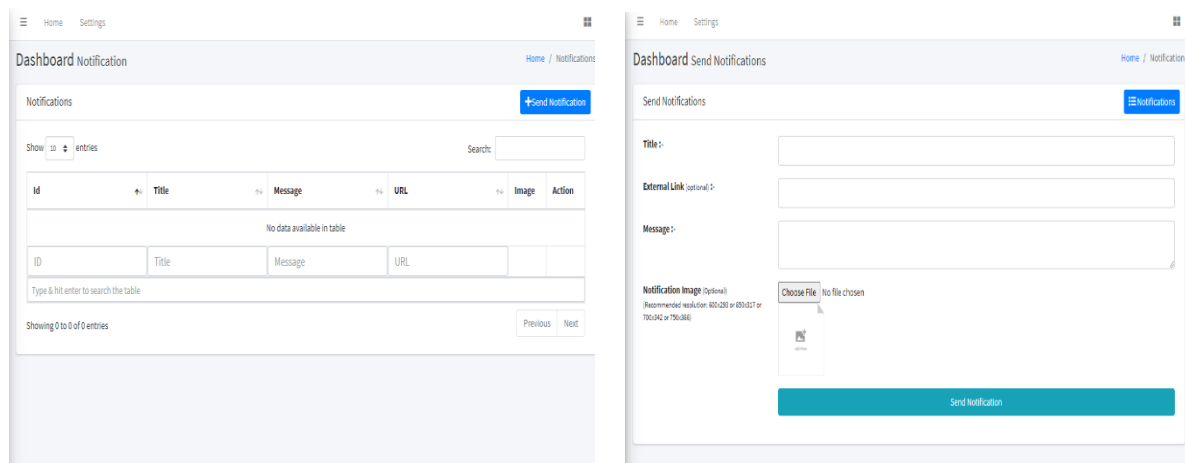 Home Settings
Dashboard Notification
Home / Notifications
Notifications
+Send Notification
Show 10 entries
Search:
Id Title Message URL Image Action
No data available in table
ID Title Message URL
Type & hit enter to search the table
Showing 0 to 0 of 0 entries
Previous Next
Home Settings
Dashboard Send Notifications
Home / Notification
Send Notifications
Notifications
Title :-
External Link (optional) :-
Message :-
Notification Image (Optional)
(Recommended resolution: 600x293 or 650x317 or
700x342 or 750x366)
Choose File No file chosen
Send Notification